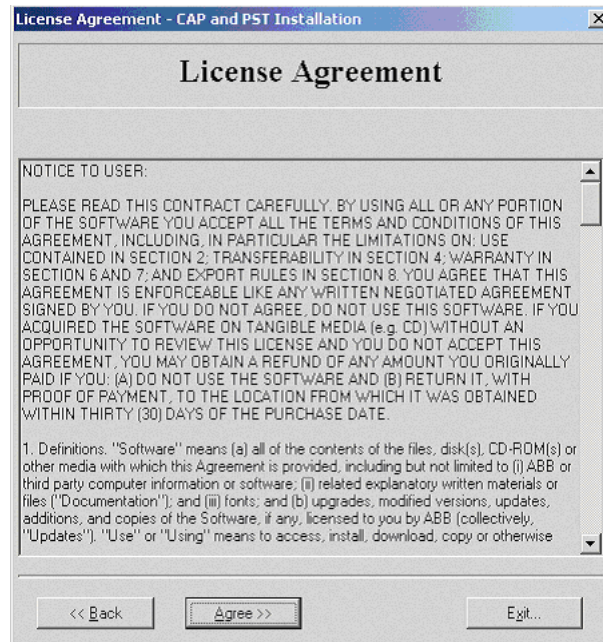 License Agreement - CAP and PST Installation
License Agreement
NOTICE TO USER:
PLEASE READ THIS CONTRACT CAREFULLY. BY USING ALL OR ANY PORTION
OF THE SOFTWARE YOU ACCEPT ALL THE TERMS AND CONDITIONS OF THIS
AGREEMENT, INCLUDING, IN PARTICULAR THE LIMITATIONS ON: USE
CONTAINED IN SECTION 2; TRANSFERABILITY IN SECTION 4; WARRANTY IN
SECTION 6 AND 7; AND EXPORT RULES IN SECTION 8. YOU AGREE THAT THIS
AGREEMENT IS ENFORCEABLE LIKE ANY WRITTEN NEGOTIATED AGREEMENT
SIGNED BY YOU. IF YOU DO NOT AGREE, DO NOT USE THIS SOFTWARE. IF YOU
ACQUIRED THE SOFTWARE ON TANGIBLE MEDIA (e.g. CD) WITHOUT AN
OPPORTUNITY TO REVIEW THIS LICENSE AND YOU DO NOT ACCEPT THIS
AGREEMENT, YOU MAY OBTAIN A REFUND OF ANY AMOUNT YOU ORIGINALLY
PAID IF YOU: (A) DO NOT USE THE SOFTWARE AND (B) RETURN IT, WITH
PROOF OF PAYMENT, TO THE LOCATION FROM WHICH IT WAS OBTAINED
WITHIN THIRTY (30) DAYS OF THE PURCHASE DATE.
1. Definitions. "Software" means (a) all of the contents of the files, disk(s), CD-ROM(s) or
other media with which this Agreement is provided, including but not limited to (i) ABB or
third party computer information or software; (ii) related explanatory written materials or
files ("Documentation"); and (iii) fonts; and (b) upgrades, modified versions, updates,
additions, and copies of the Software, if any, licensed to you by ABB (collectively,
"Updates"). "Use" or "Using" means to access, install, download, copy or otherwise
<< Back
Agree >>
Exit...